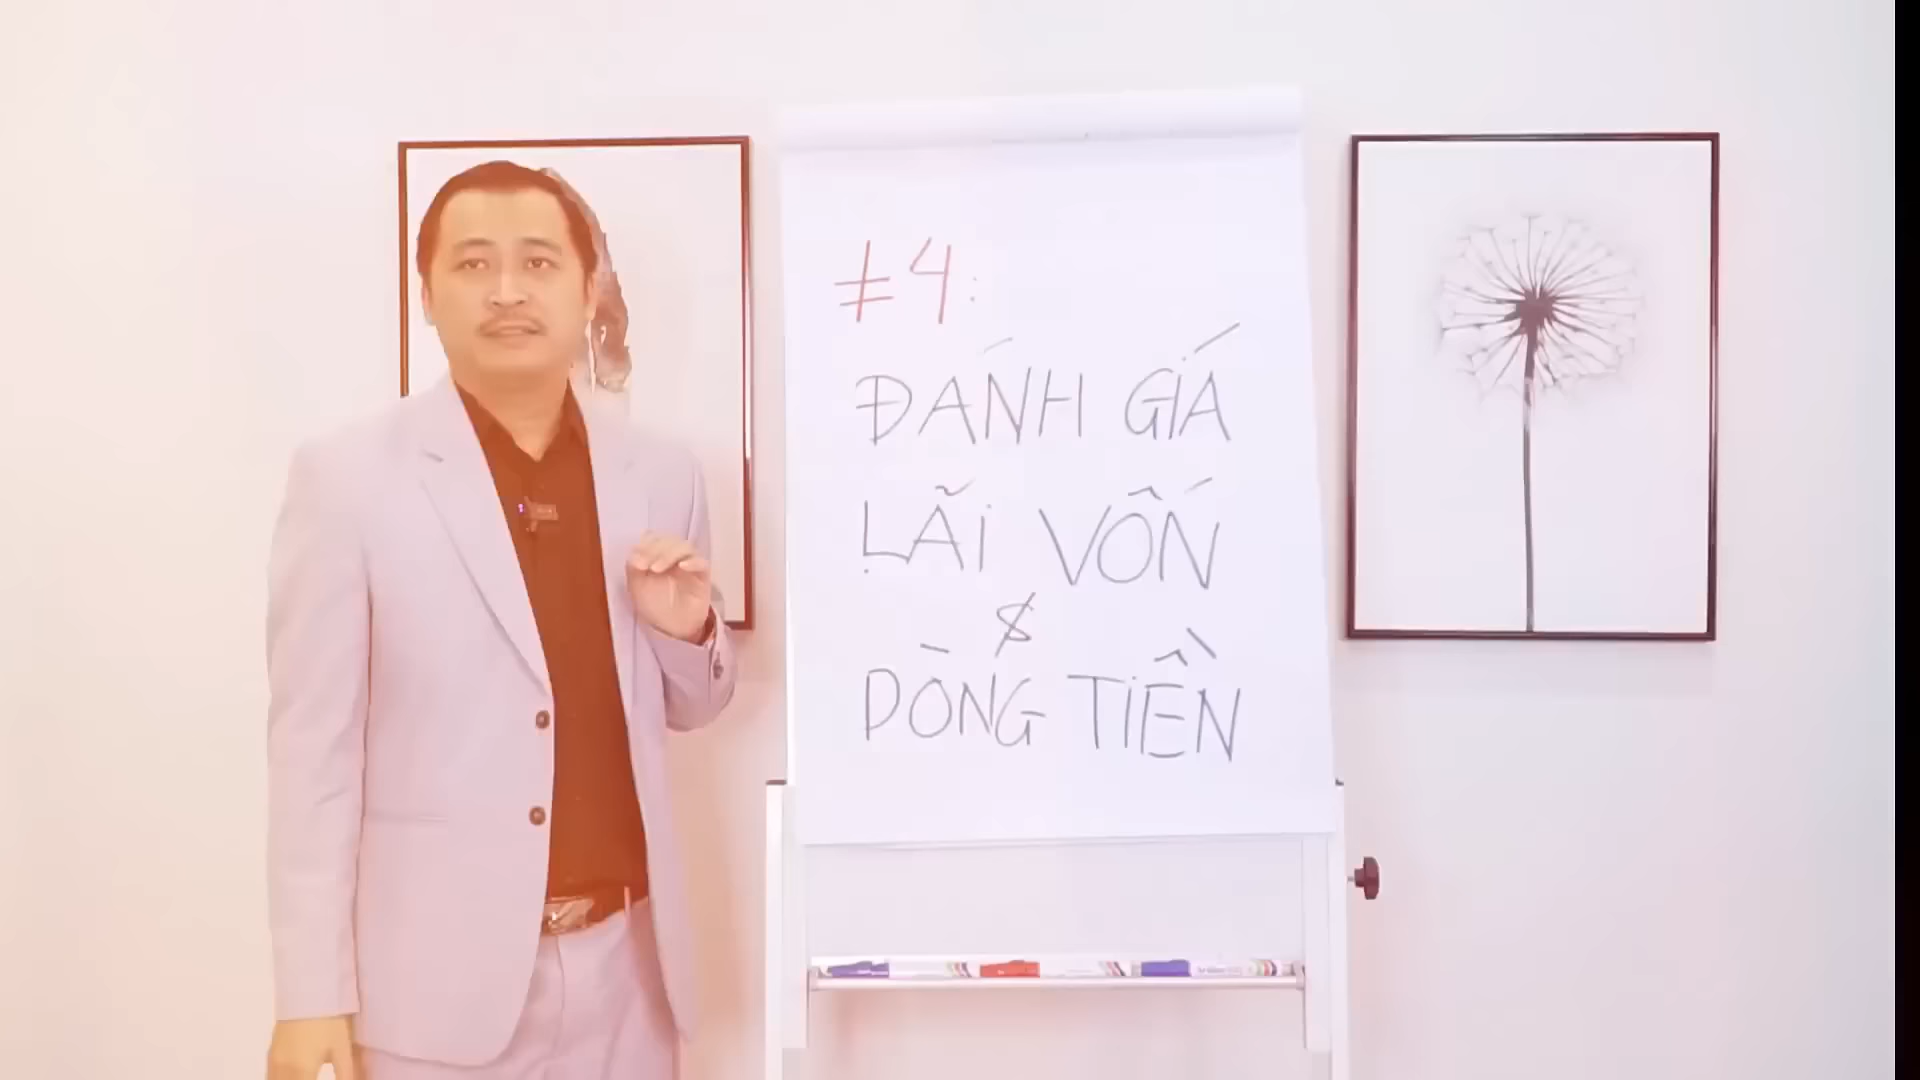 #4:
ĐÁNH GIÁ
LÃI VỐN
$
DÒNG TIỀN